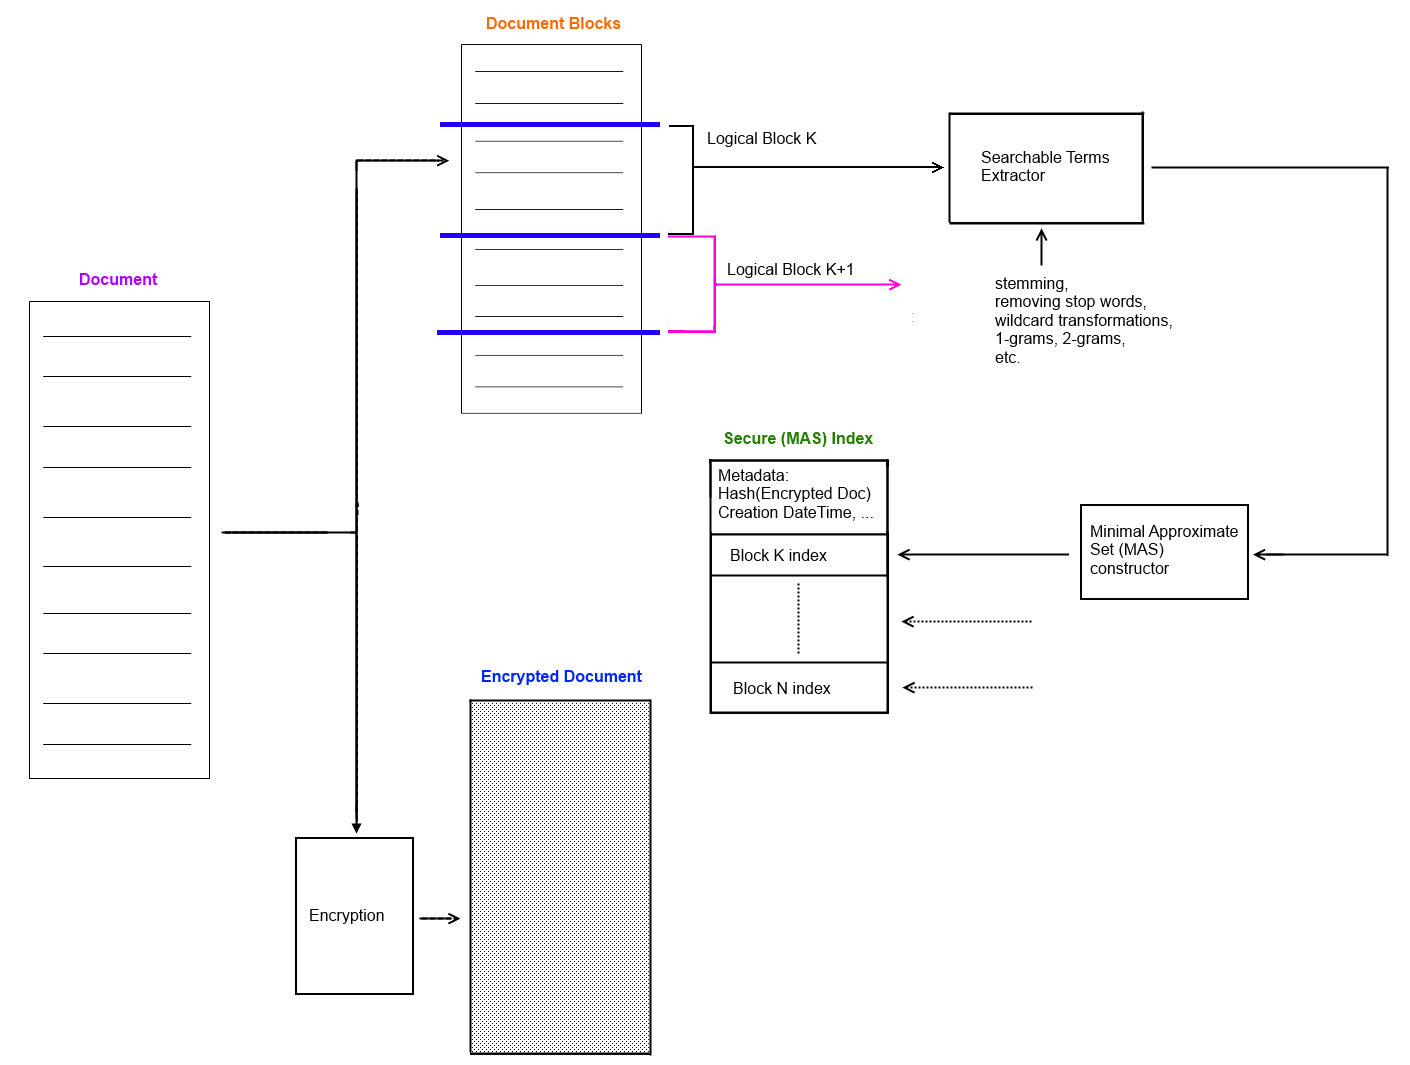 Document Blocks
Logical Block K
Searchable Terms
Extractor
Logical Block K+1
Document
stemming,
removing stop words,
wildcard transformations,
1-grams, 2-grams,
etc.
Secure (MAS) Index
Metadata:
Hash(Encrypted Doc)
Creation DateTime, ...
Block K index
Minimal Approximate
Set (MAS)
constructor
Encrypted Document
Block N index
Encryption